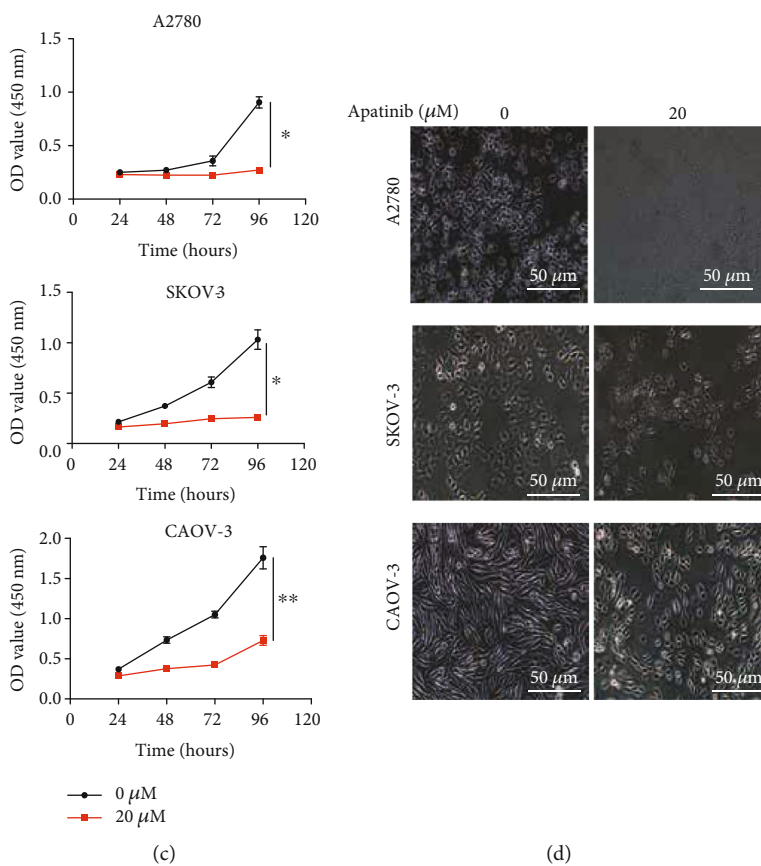 A2780
1.5
1.0
0.5
0.0
OD value (450 nm)
*
0 24 48 72 96 120
Time (hours)
SKOV-3
1.5
1.0
0.5
0.0
OD value (450 nm)
*
0 24 48 72 96 120
Time (hours)
CAOV-3
2.0
1.5
1.0
0.5
0.0
OD value (450 nm)
**
0 24 48 72 96 120
Time (hours)
0 μM
20 μM
(c)
Apatinib (μM) 0 20
A2780
50 μm 50 μm
SKOV-3
50 μm 50 μm
CAOV-3
50 μm 50 μm
(d)